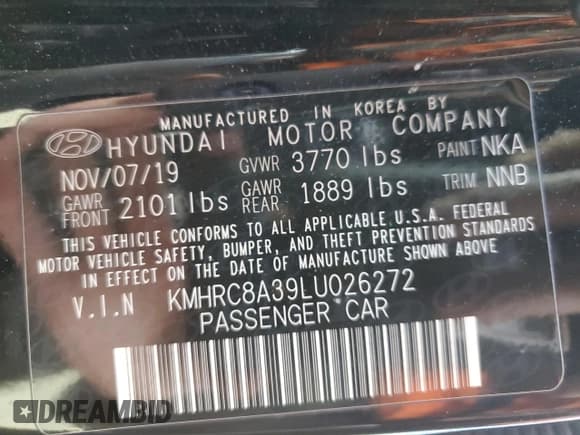 MANUFACTURED IN KOREA BY
HYUNDAI MOTOR COMPANY
NOV/07/19 GVWR 3770 lbs PAINT NKA
GAWR FRONT 2101 lbs GAWR REAR 1889 lbs TRIM NNB
THIS VEHICLE CONFORMS TO ALL APPLICABLE U.S.A. FEDERAL
MOTOR VEHICLE SAFETY, BUMPER, AND THEFT PREVENTION STANDARDS
IN EFFECT ON THE DATE OF MANUFACTURE SHOWN ABOVE
V.I.N KMHRC8A39LU026272
PASSENGER CAR
DREAMBID